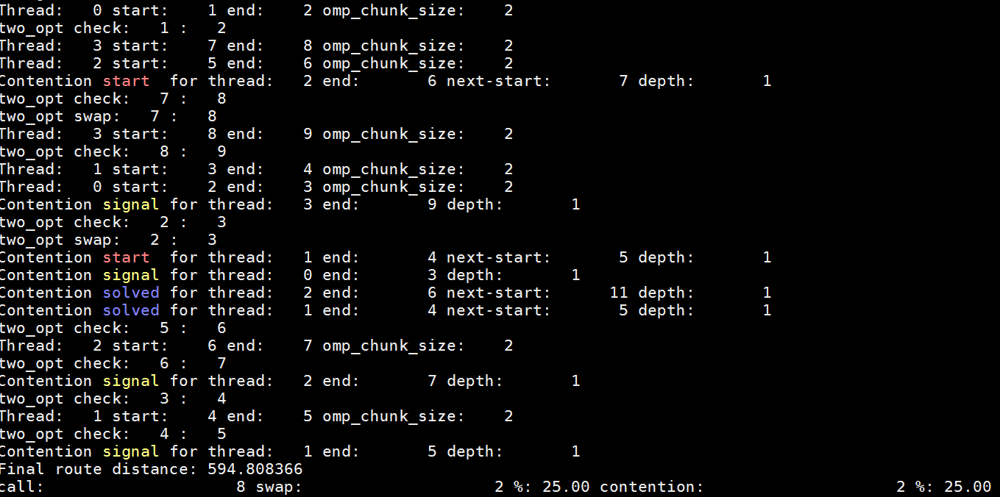 Thread:   0 start:    1 end:    2 omp_chunk_size:    2
two_opt check:   1 :   2
Thread:   3 start:    7 end:    8 omp_chunk_size:    2
Thread:   2 start:    5 end:    6 omp_chunk_size:    2
Contention start  for thread:   2 end:       6 next-start:       7 depth:       1
two_opt check:   7 :   8
two_opt swap:   7 :   8
Thread:   3 start:    8 end:    9 omp_chunk_size:    2
two_opt check:   8 :   9
Thread:   1 start:    3 end:    4 omp_chunk_size:    2
Thread:   0 start:    2 end:    3 omp_chunk_size:    2
Contention signal for thread:   3 end:       9 depth:       1
two_opt check:   2 :   3
two_opt swap:   2 :   3
Contention start  for thread:   1 end:       4 next-start:       5 depth:       1
Contention signal for thread:   0 end:       3 depth:       1
Contention solved for thread:   2 end:       6 next-start:      11 depth:       1
Contention solved for thread:   1 end:       4 next-start:       5 depth:       1
two_opt check:   5 :   6
Thread:   2 start:    6 end:    7 omp_chunk_size:    2
two_opt check:   6 :   7
Contention signal for thread:   2 end:       7 depth:       1
two_opt check:   3 :   4
Thread:   1 start:    4 end:    5 omp_chunk_size:    2
two_opt check:   4 :   5
Contention signal for thread:   1 end:       5 depth:       1
Final route distance: 594.808366
call:                    8 swap:                    2 %: 25.00 contention:                    2 %: 25.00